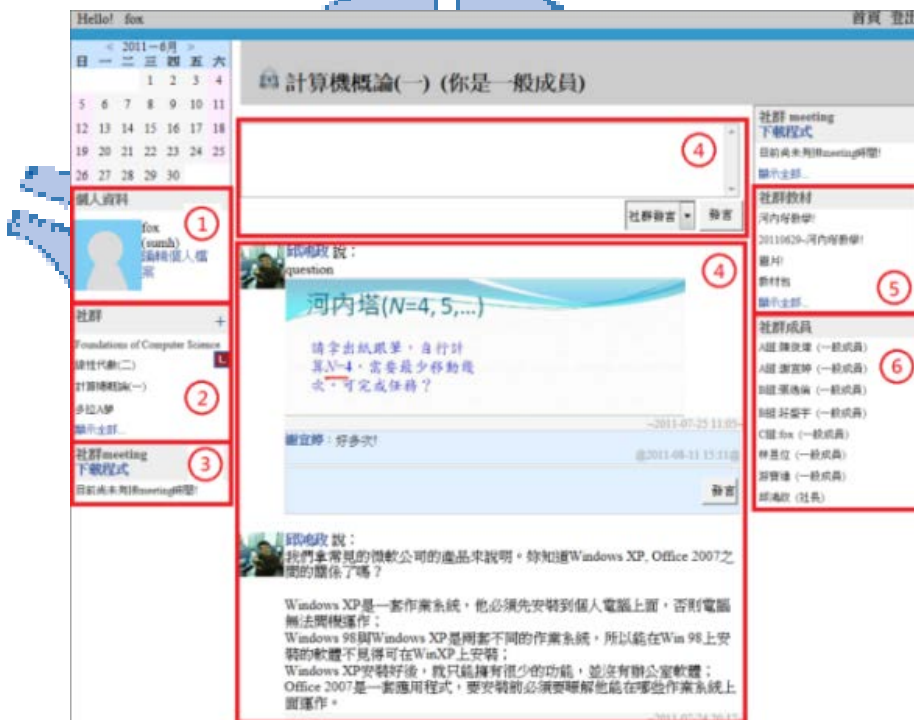 Hello! fox
首頁 登出
< 2011－6月 >
日 一 二 三 四 五 六
1 2 3 4
5 6 7 8 9 10 11
12 13 14 15 16 17 18
19 20 21 22 23 24 25
26 27 28 29 30
個人資料
①
fox
(sumh)
編輯個人檔案
社群
+
Foundations of Computer Science
L
線性代數(二)
計算機概論(一)
②
多拉A夢
顯示全部...
社群meeting
③
下載程式
目前尚未有排meeting時間!
計算機概論(一) (你是一般成員)
④
社群發言
發言
邱鴻政 說：
④
question
河內塔(N=4, 5,...)
請拿出紙跟筆，自行計
算N=4，需要最少移動幾
次，可完成任務？
~2011-07-25 11:05~
謝宜婷：好多次!
@2011-08-11 15:11@
發言
邱鴻政 說：
我們拿常見的微軟公司的產品來說明。妳知道Windows XP, Office 2007之
間的關係了嗎？
Windows XP是一套作業系統，他必須先安裝到個人電腦上面，否則電腦
無法開機運作；
Windows 98與Windows XP是兩套不同的作業系統，所以能在Win 98上安
裝的軟體不見得可在WinXP上安裝；
Windows XP安裝好後，就只能擁有很少的功能，並沒有辦公室軟體；
Office 2007是一套應用程式，要安裝前必須要瞭解他能在哪些作業系統上
面運作。
社群 meeting
下載程式
目前尚未有排meeting時間!
顯示全部...
社群教材
河內塔教學!
20110629~河內塔教學!
圖片!
教材包
⑤
顯示全部...
社群成員
A組:陳俊瑋 (一般成員)
A組:謝宜婷 (一般成員)
⑥
B組:張逸倫 (一般成員)
B組:莊盛宇 (一般成員)
C組:fox (一般成員)
林昱位 (一般成員)
(一般成員)
邱鴻政 (社長)